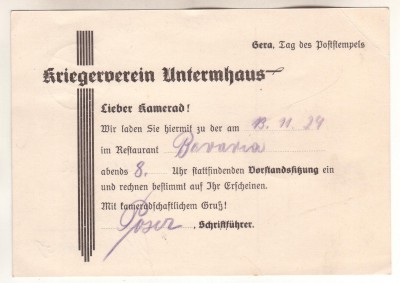 Gera, Tag des Poststempels
Kriegerverein Untermhaus
Lieber Kamerad!
Wir laden Sie hiermit zu der am 13. 11. 34
im Restaurant Bavaria
abends 8. Uhr stattfindenden Vorstandssitzung ein
und rechnen bestimmt auf Ihr Erscheinen.
Mit kameradschaftlichem Gruß!
Poser, Schriftführer.